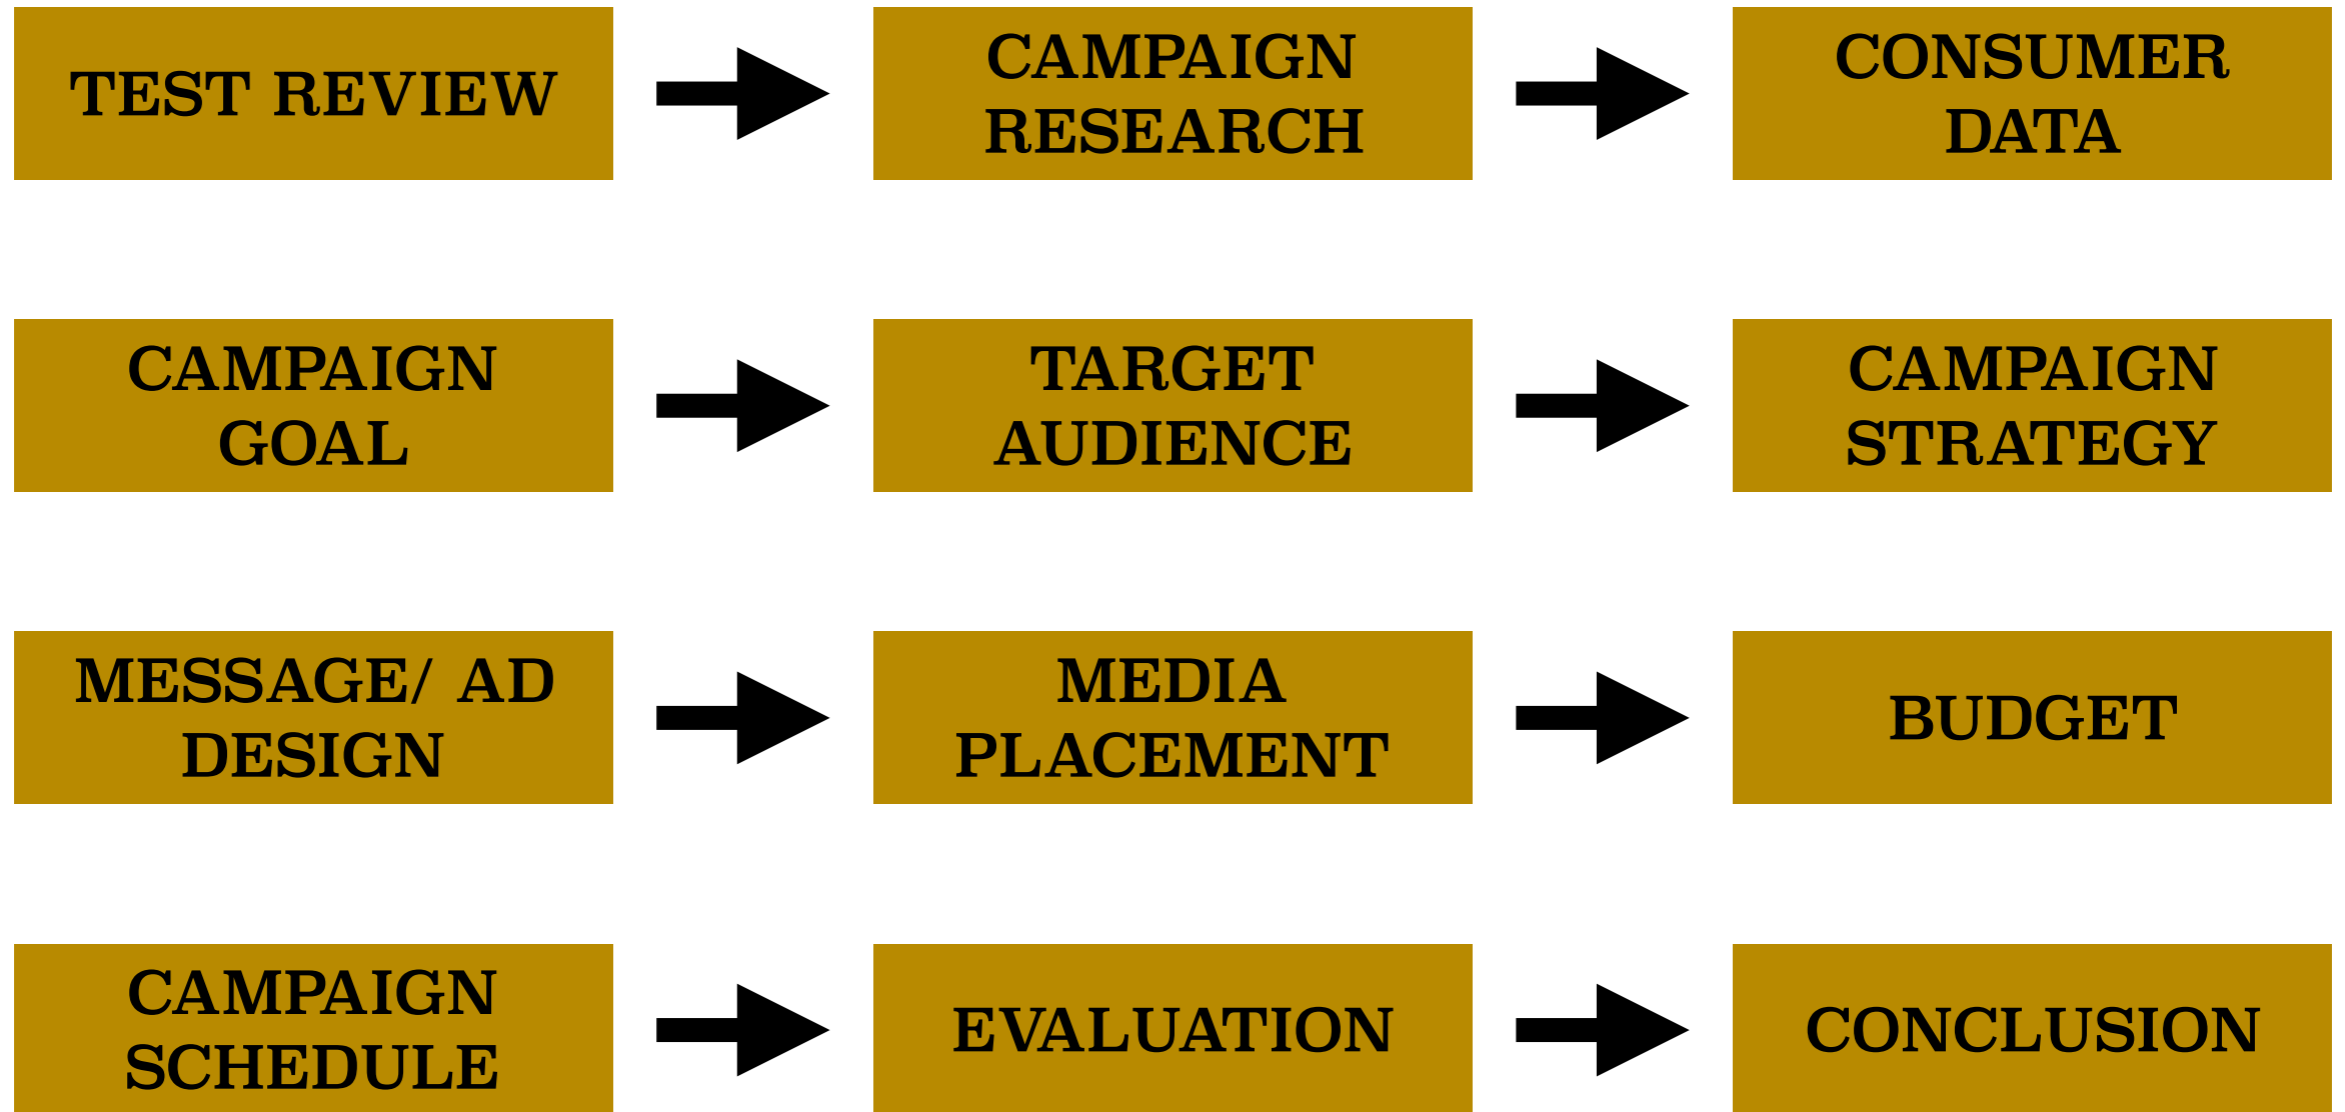 TEST REVIEW
CAMPAIGN
RESEARCH
CONSUMER
DATA
CAMPAIGN
GOAL
TARGET
AUDIENCE
CAMPAIGN
STRATEGY
MESSAGE/ AD
DESIGN
MEDIA
PLACEMENT
BUDGET
CAMPAIGN
SCHEDULE
EVALUATION
CONCLUSION